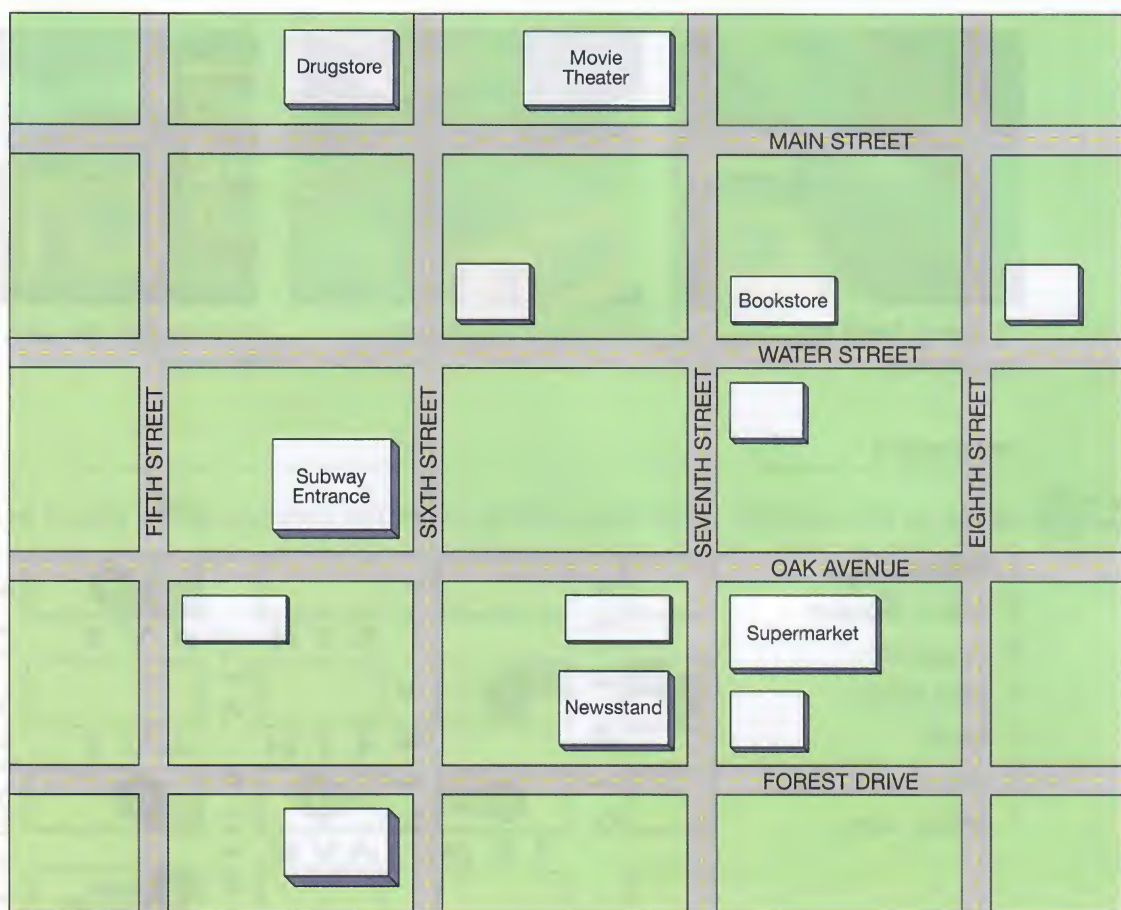 Drugstore
Movie
Theater
MAIN STREET
Bookstore
WATER STREET
FIFTH STREET
Subway
Entrance
SIXTH STREET
SEVENTH STREET
EIGHTH STREET
OAK AVENUE
Supermarket
Newsstand
FOREST DRIVE